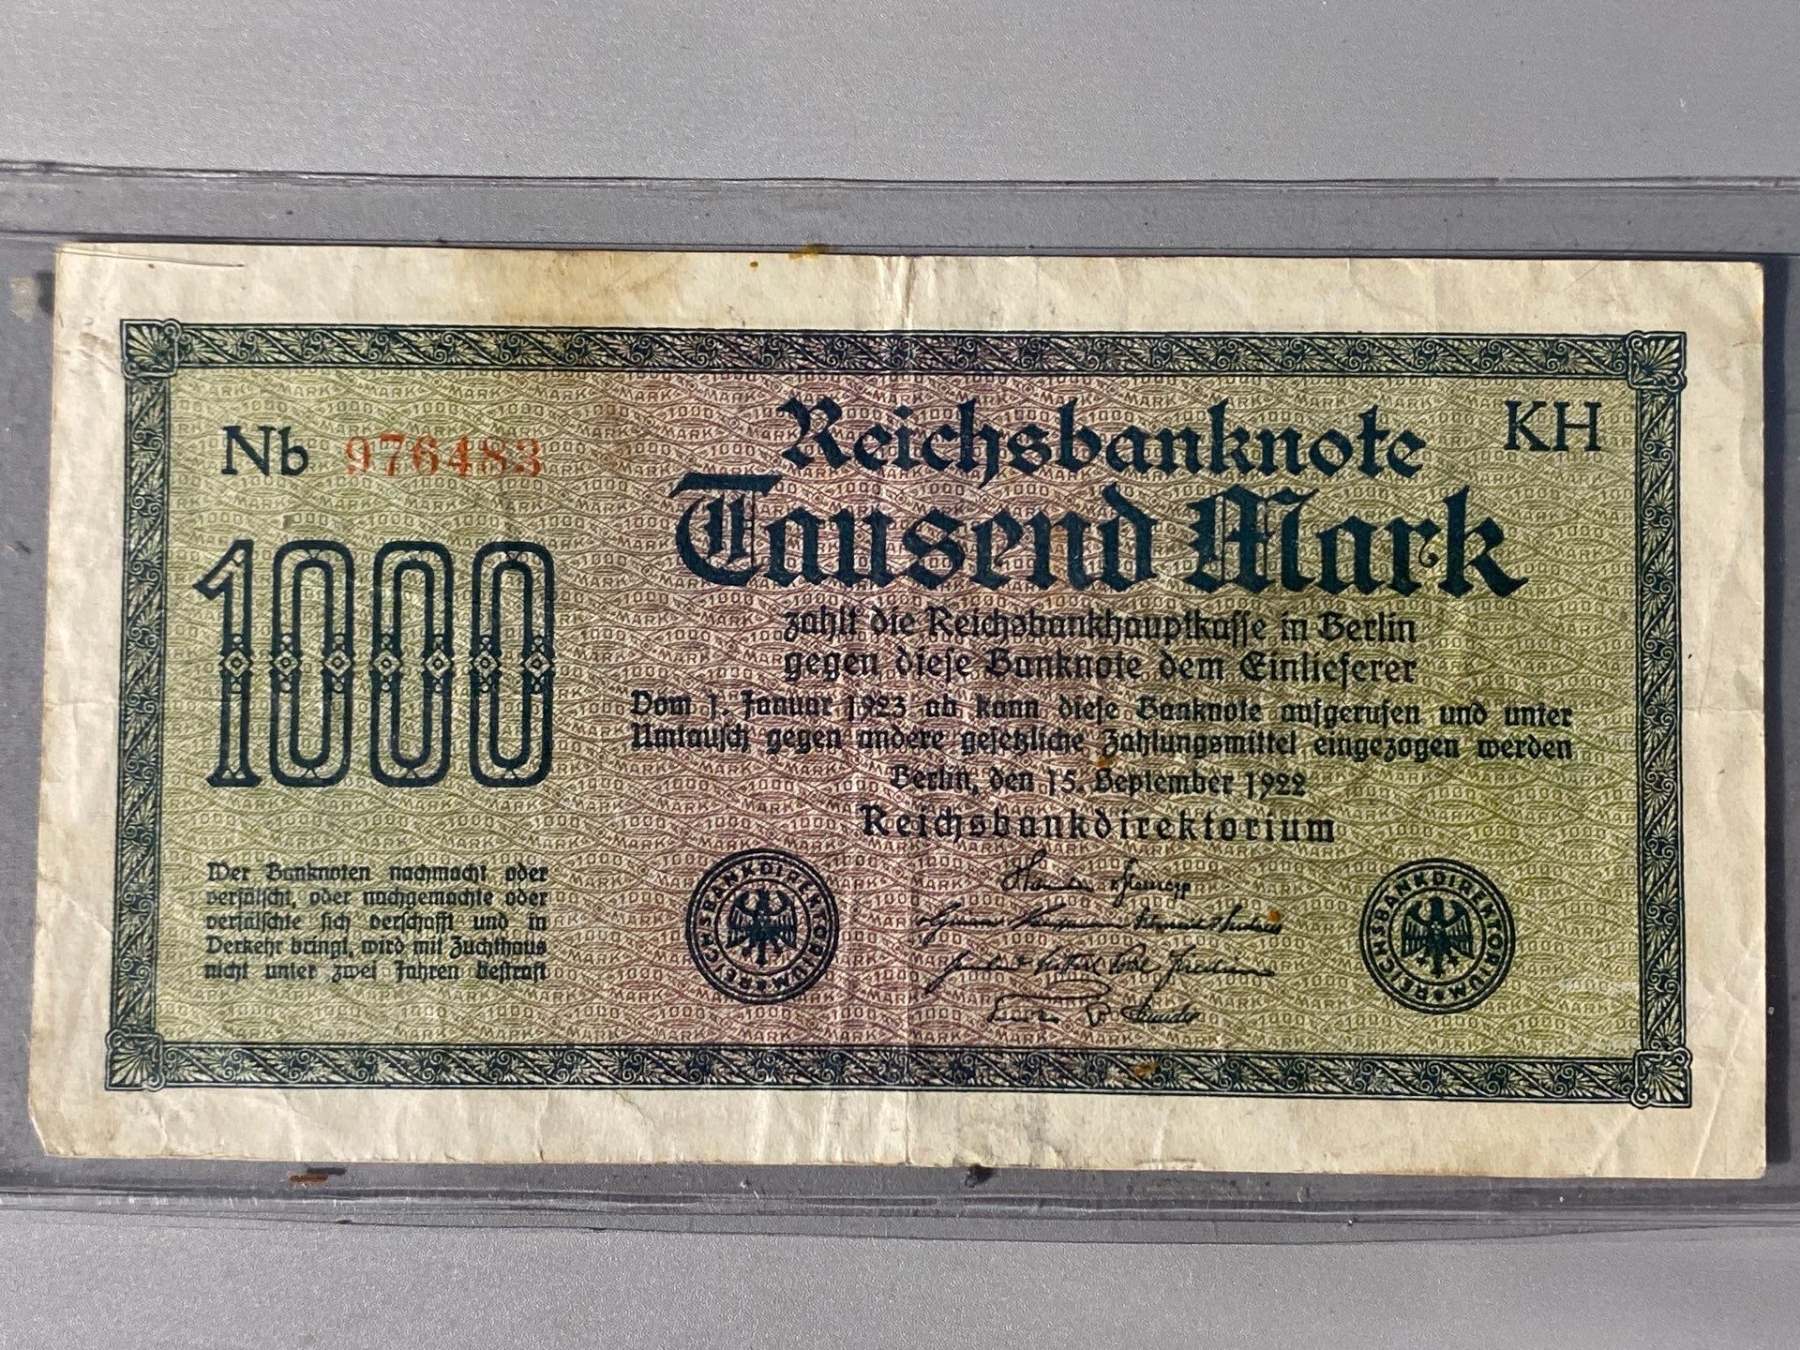 Nb 976483
Reichsbanknote
KH
Tausend Mark
1000
zahlt die Reichsbankhauptkasse in Berlin
gegen diese Banknote dem Einlieferer
Vom 1. Januar 1923 ab kann diese Banknote aufgerufen und unter
Umtausch gegen andere gesetzliche Zahlungsmittel eingezogen werden
Berlin, den 15. September 1922
Reichsbankdirektorium
Wer Banknoten nachmacht oder
verfälscht, oder nachgemachte oder
verfälschte sich verschafft und in
Verkehr bringt, wird mit Zuchthaus
nicht unter zwei Jahren bestraft
REICHSBANKDIREKTORIUM
REICHSBANKDIREKTORIUM